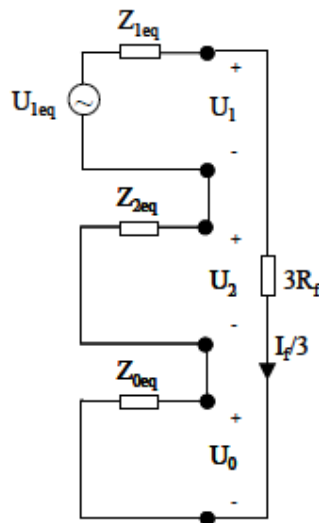 Z1eq
+
U1eq
U1
-
Z2eq
+
U2
3Rf
-
If/3
Z0eq
+
U0
-